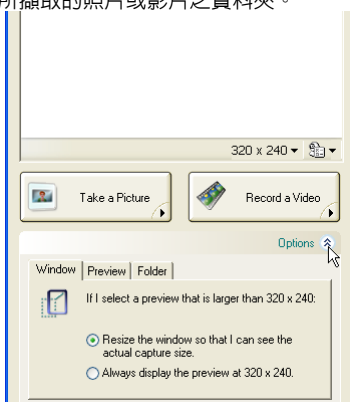 所擷取的照片或影片之資料夾。
320 x 240
Take a Picture
Record a Video
Options
Window Preview Folder
If I select a preview that is larger than 320 x 240:
Resize the window so that I can see the
actual capture size.
Always display the preview at 320 x 240.